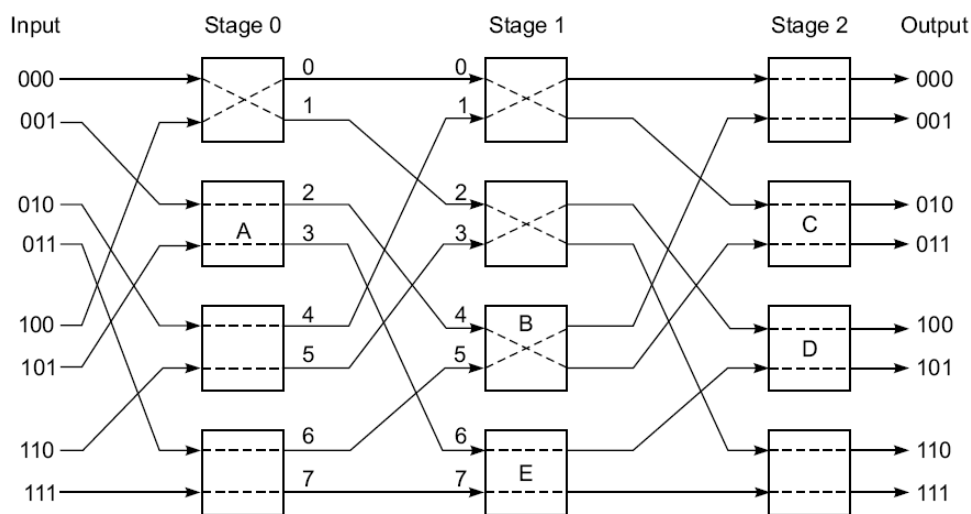 Input Stage 0 Stage 1 Stage 2 Output
000 0 0 000
001 1 1 001
010 2 2 010
A 3 3 C 011
011
100 4 4 B 100
101 5 5 D 101
110 6 6 110
111 7 7 E 111